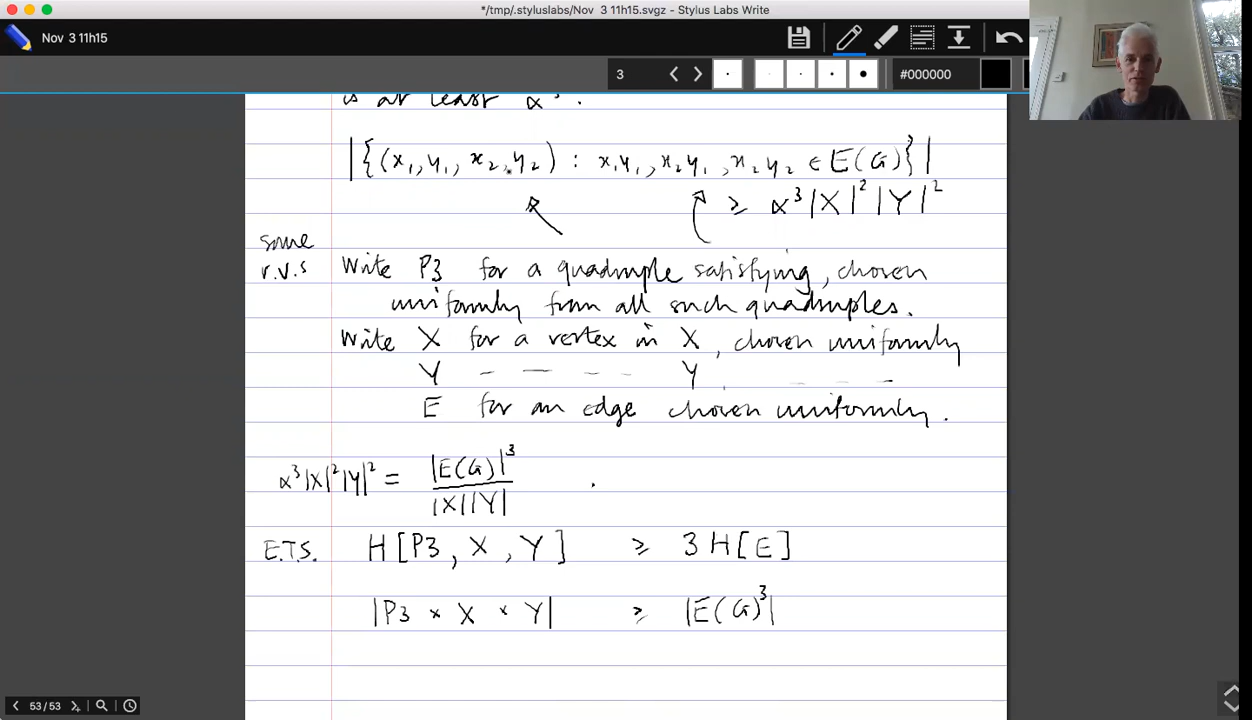 */tmp/.styluslabs/Nov 3 11h15.svgz - Stylus Labs Write
Nov 3 11h15
3
#000000
is at least α³.
|{(x₁,y₁,x₂,y₂) : x₁y₁,x₂y₁,x₂y₂ ∈ E(G)}|
≥ α³|X|²|Y|²
some
r.v.s
Write P3 for a quadruple satisfying, chosen
uniformly from all such quadruples.
Write X for a vertex in X, chosen uniformly
Y - — - - Y - - -
E for an edge chosen uniformly.
α³|X|²|Y|² = |E(G)|³ / |X||Y| .
E.T.S. H[P3, X, Y] ≥ 3H[E]
|P3 × X × Y| ≥ |E(G)³|
53/53